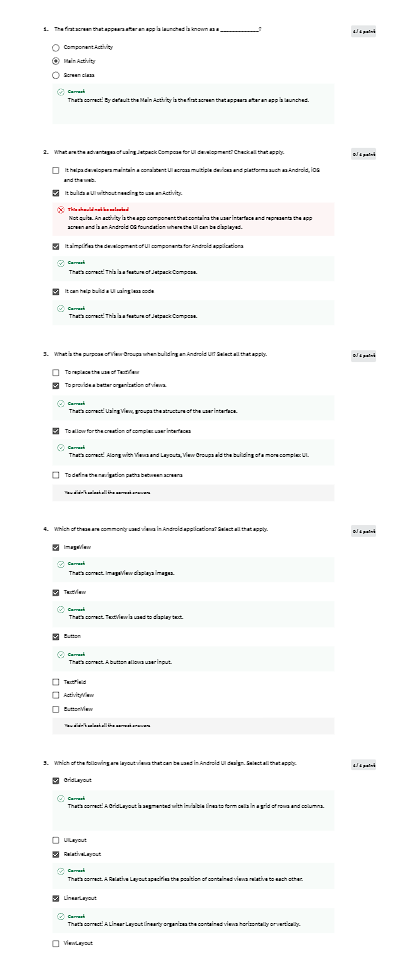 1. The first screen that appears after an app is launched is known as a ______________? 1 / 1 point
Component Activity
Main Activity
Screen class
Correct
That's correct! By default the Main Activity is the first screen that appears after an app is launched.
2. What are the advantages of using Jetpack Compose for UI development? Check all that apply. 0 / 1 point
It helps developers maintain a consistent UI across multiple devices and platforms such as Android, iOS
and the web.
It builds a UI without needing to use an Activity.
This should not be selected
Not quite. An activity is the app component that contains the user interface and represents the app
screen and is an Android OS foundation where the UI can be displayed.
It simplifies the development of UI components for Android applications
Correct
That's correct! This is a feature of Jetpack Compose.
It can help build a UI using less code
Correct
That's correct! This is a feature of Jetpack Compose.
3. What is the purpose of View Groups when building an Android UI? Select all that apply. 0 / 1 point
To replace the use of TextView
To provide a better organization of views.
Correct
That's correct! Using View, groups the structure of the user interface.
To allow for the creation of complex user interfaces
Correct
That's correct! Along with Views and Layouts, View Groups aid the building of a more complex UI.
To define the navigation paths between screens
You didn't select all the correct answers
4. Which of these are commonly used views in Android applications? Select all that apply. 0 / 1 point
ImageView
Correct
That's correct. ImageView displays images.
TextView
Correct
That's correct. TextView is used to display text.
Button
Correct
That's correct. A button allows user input.
TextField
ActivityView
ButtonView
You didn't select all the correct answers
5. Which of the following are layout views that can be used in Android UI design. Select all that apply. 1 / 1 point
GridLayout
Correct
That's correct! A GridLayout is segmented with invisible lines to form cells in a grid of rows and columns.
UILayout
RelativeLayout
Correct
That's correct. A Relative Layout specifies the position of contained views relative to each other.
LinearLayout
Correct
That's correct! A Linear Layout linearly organizes the contained views horizontally or vertically.
ViewLayout